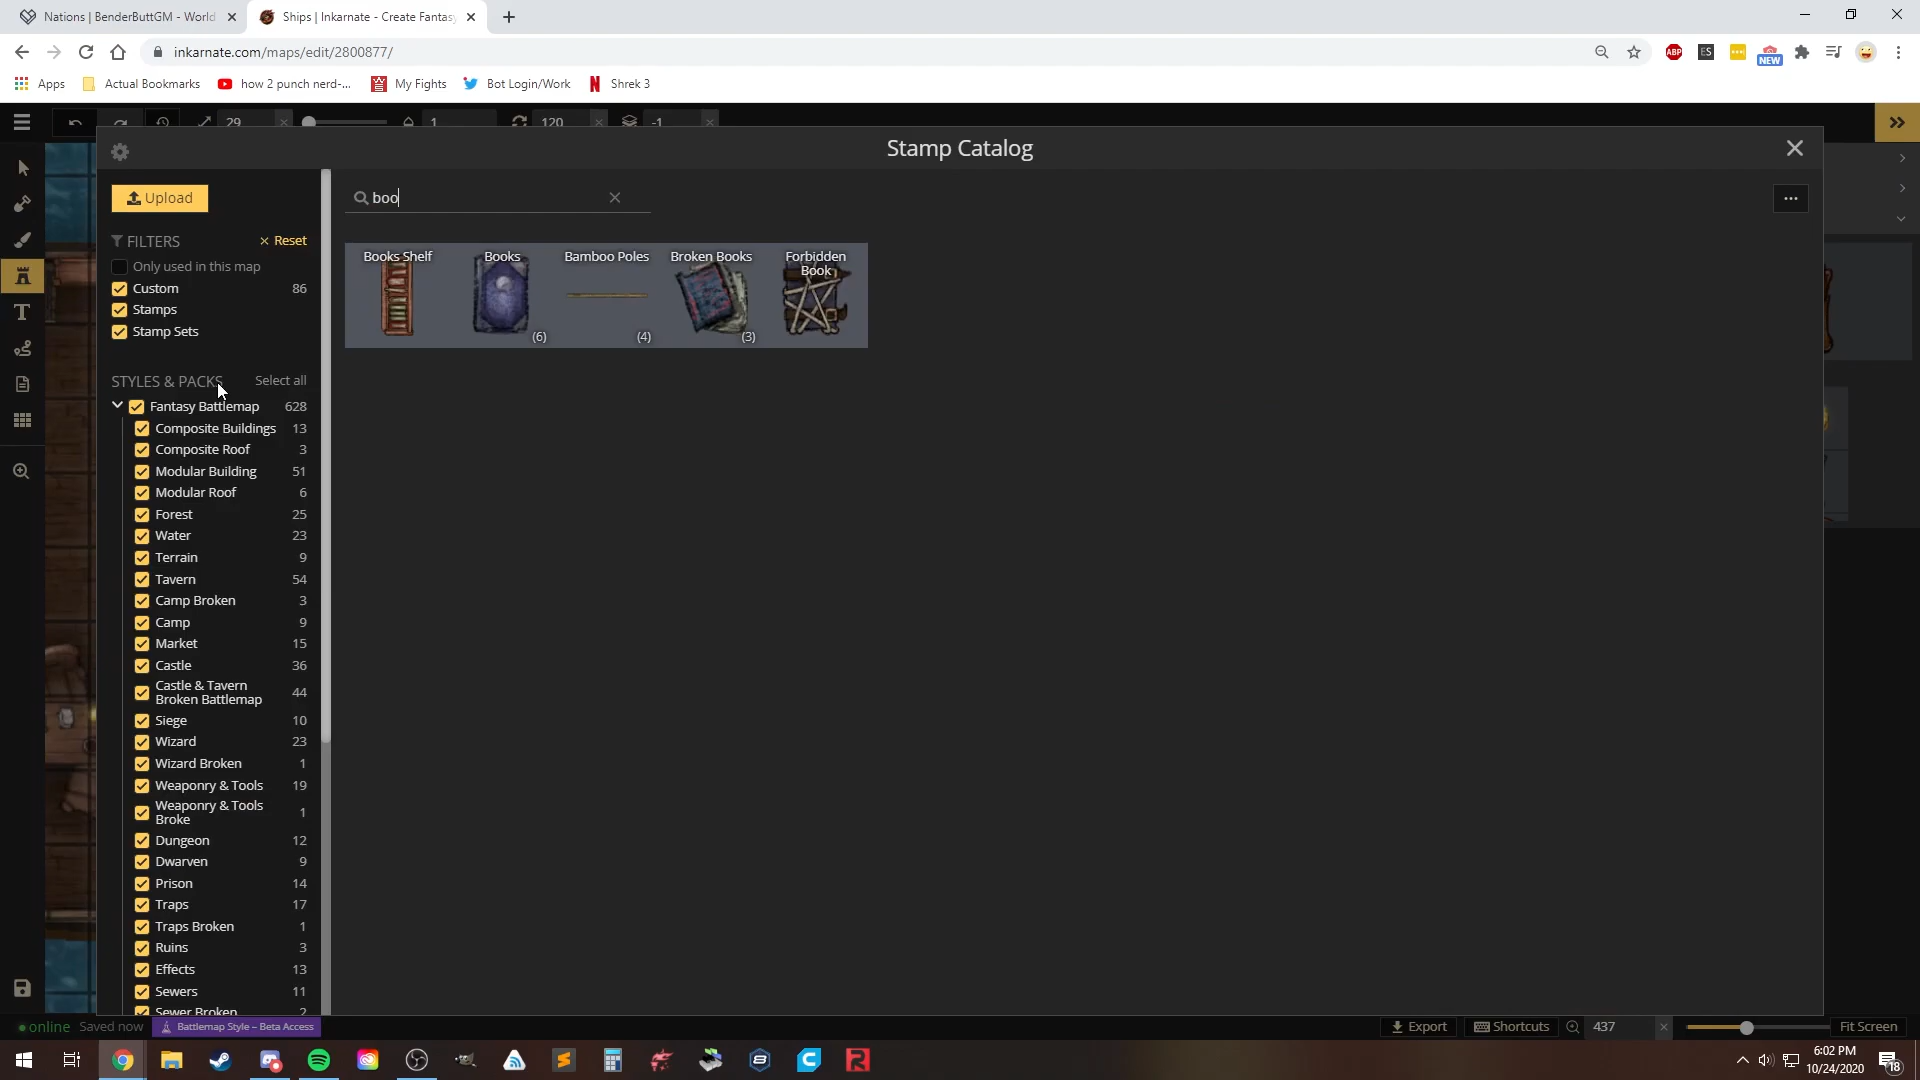 Nations | BenderButtGM - World
Ships | Inkarnate - Create Fantasy
inkarnate.com/maps/edit/2800877/
ABP
ES
NEW
Apps
Actual Bookmarks
how 2 punch nerd-...
My Fights
Bot Login/Work
Shrek 3
29
1
120
-1
Stamp Catalog
Upload
boo
...
FILTERS
Reset
Only used in this map
Custom 86
Stamps
Stamp Sets
Books Shelf
Books
(6)
Bamboo Poles
(4)
Broken Books
(3)
Forbidden
Book
STYLES & PACKS
Select all
Fantasy Battlemap 628
Composite Buildings 13
Composite Roof 3
Modular Building 51
Modular Roof 6
Forest 25
Water 23
Terrain 9
Tavern 54
Camp Broken 3
Camp 9
Market 15
Castle 36
Castle & Tavern
Broken Battlemap 44
Siege 10
Wizard 23
Wizard Broken 1
Weaponry & Tools 19
Weaponry & Tools
Broke 1
Dungeon 12
Dwarven 9
Prison 14
Traps 17
Traps Broken 1
Ruins 3
Effects 13
Sewers 11
Sewer Broken 2
online
Saved now
Battlemap Style – Beta Access
Export
Shortcuts
437
Fit Screen
6:02 PM
10/24/2020
18